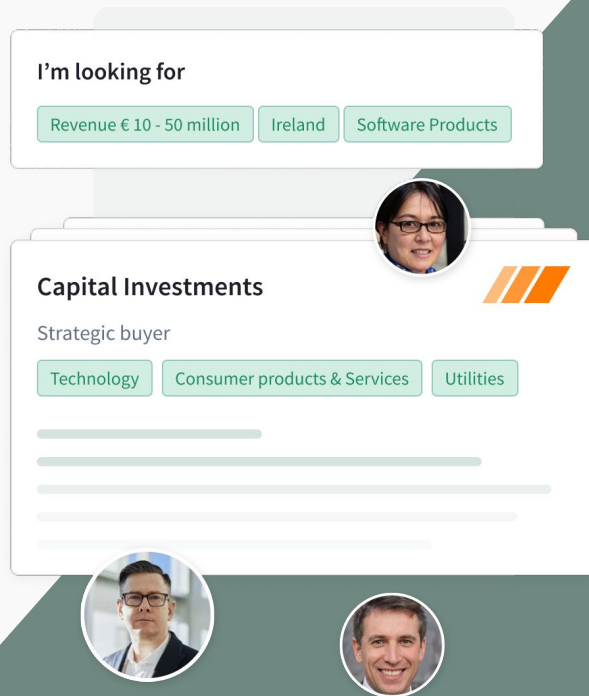 I’m looking for
Revenue € 10 - 50 million Ireland Software Products
Capital Investments
Strategic buyer
Technology Consumer products & Services Utilities